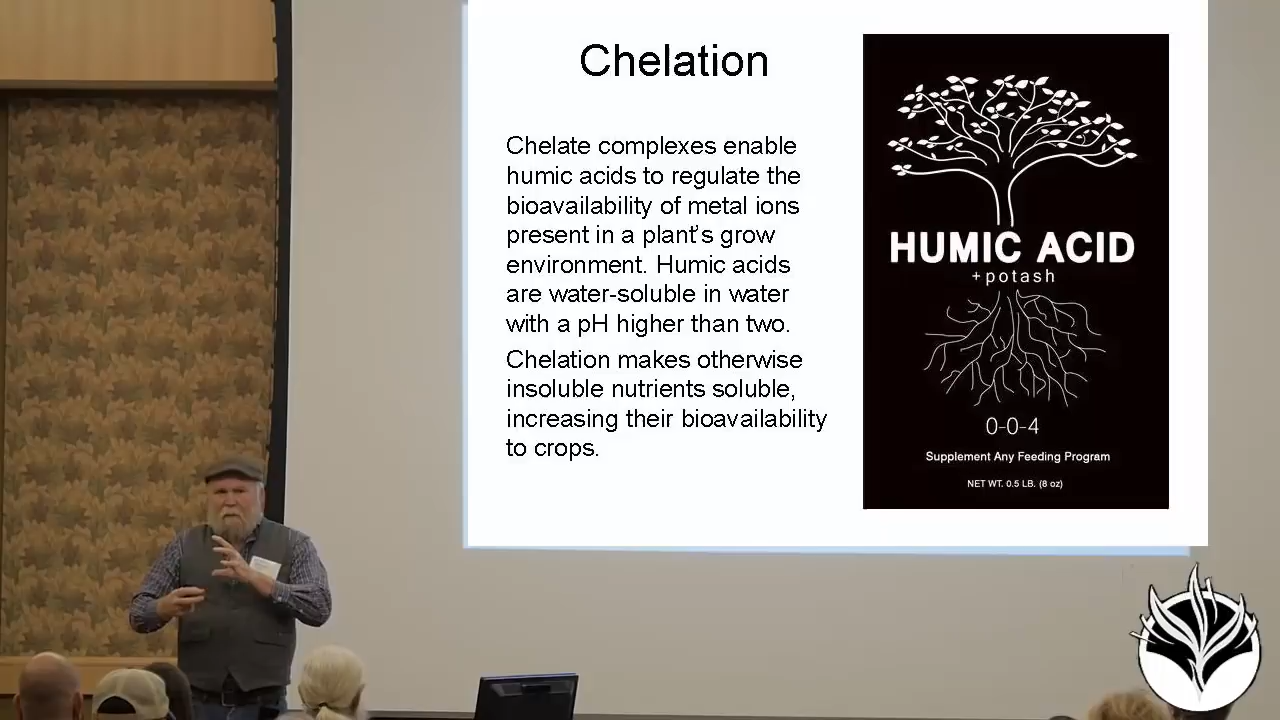 Chelation
Chelate complexes enable
humic acids to regulate the
bioavailability of metal ions
present in a plant's grow
environment. Humic acids
are water-soluble in water
with a pH higher than two.
Chelation makes otherwise
insoluble nutrients soluble,
increasing their bioavailability
to crops.
HUMIC ACID
+potash
0-0-4
Supplement Any Feeding Program
NET WT. 0.5 LB. (8 oz)